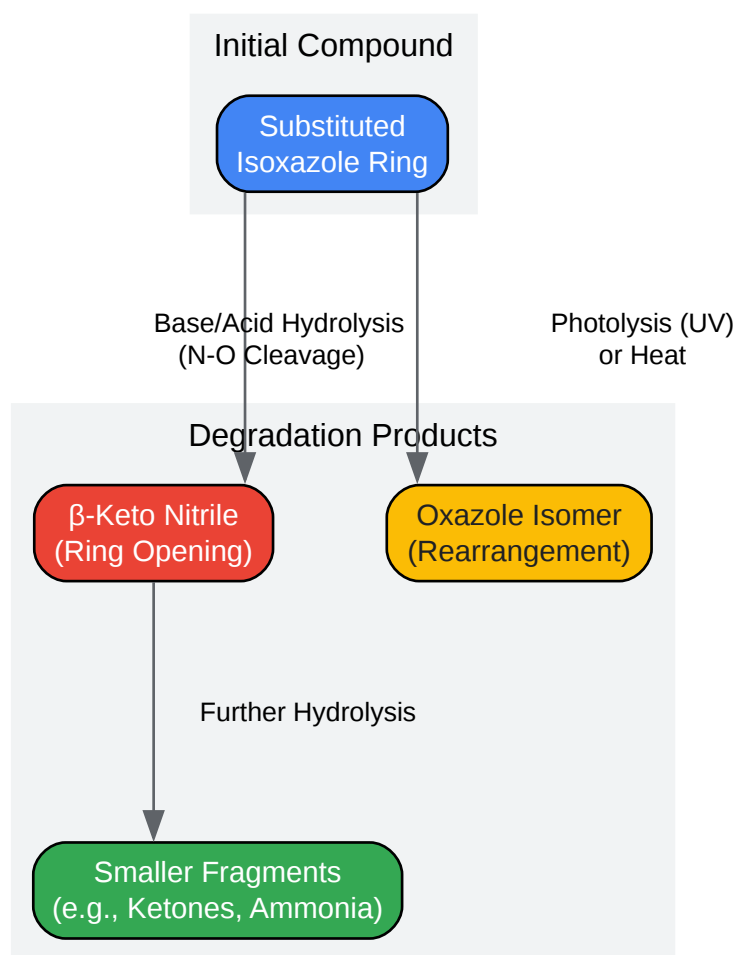 Initial Compound
Substituted
Isoxazole Ring
Base/Acid Hydrolysis
(N-O Cleavage)
Photolysis (UV)
or Heat
Degradation Products
β-Keto Nitrile
(Ring Opening)
Oxazole Isomer
(Rearrangement)
Further Hydrolysis
Smaller Fragments
(e.g., Ketones, Ammonia)